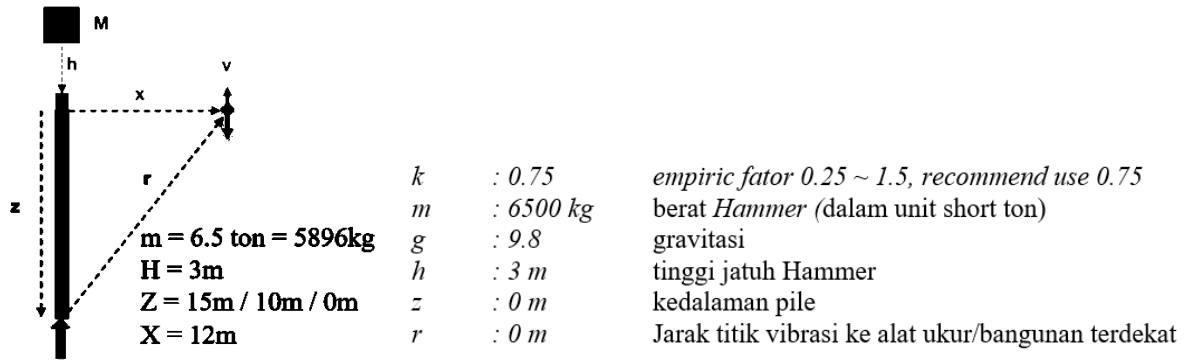 M
h
v
x
r
z
m = 6.5 ton = 5896kg
H = 3m
Z = 15m / 10m / 0m
X = 12m
k : 0.75 empiric fator 0.25 ~ 1.5, recommend use 0.75
m : 6500 kg berat Hammer (dalam unit short ton)
g : 9.8 gravitasi
h : 3 m tinggi jatuh Hammer
z : 0 m kedalaman pile
r : 0 m Jarak titik vibrasi ke alat ukur/bangunan terdekat